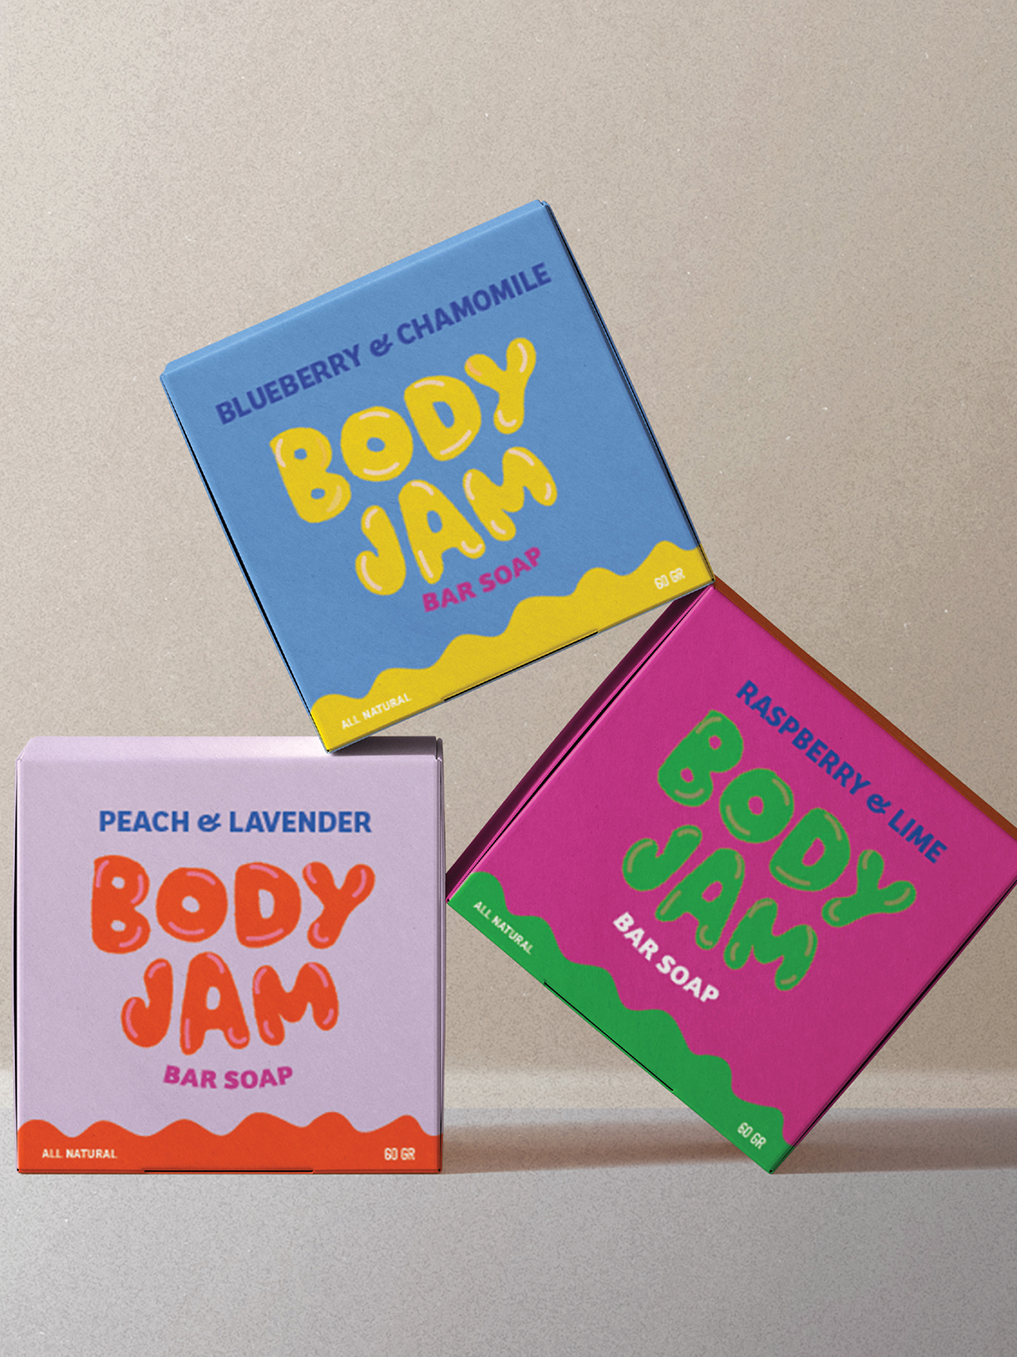 BLUEBERRY & CHAMOMILE
BODY
JAM
BAR SOAP
ALL NATURAL
60 GR
PEACH & LAVENDER
BODY
JAM
BAR SOAP
ALL NATURAL
60 GR
RASPBERRY & LIME
BODY
JAM
BAR SOAP
ALL NATURAL
60 GR